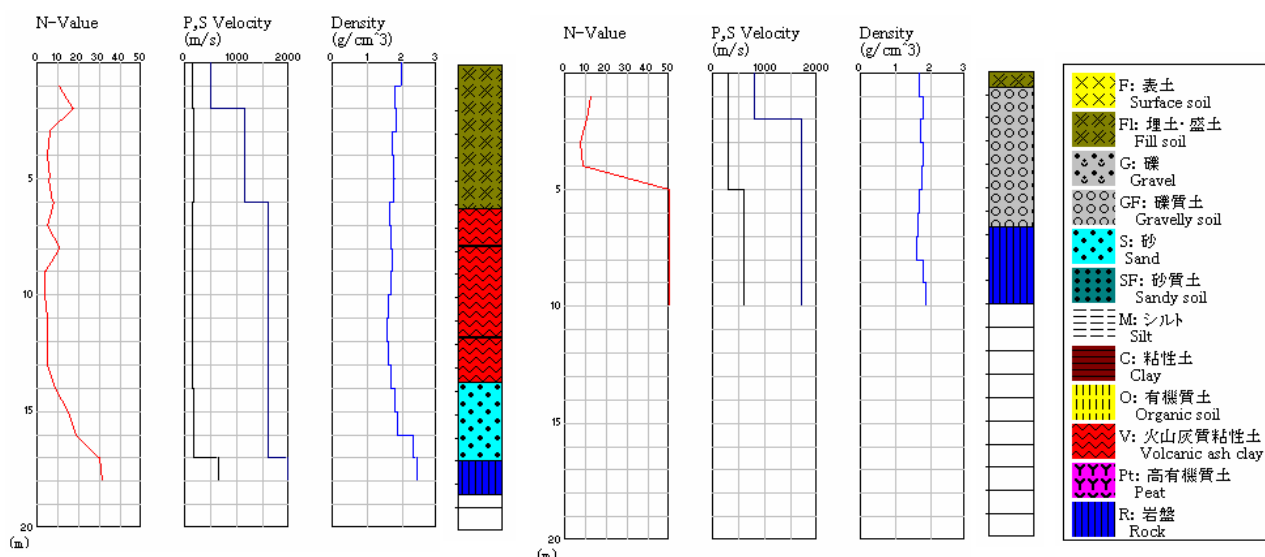 N-Value
P,S Velocity
(m/s)
Density
(g/cm^3)
0 10 20 30 40 50
0 1000 2000
0 1 2 3
5
10
15
20
(m)
N-Value
P,S Velocity
(m/s)
Density
(g/cm^3)
0 10 20 30 40 50
0 1000 2000
0 1 2 3
5
10
15
20
(m)
F: 表土
Surface soil
Fl: 埋土・盛土
Fill soil
G: 礫
Gravel
GF: 礫質土
Gravelly soil
S: 砂
Sand
SF: 砂質土
Sandy soil
M: シルト
Silt
C: 粘性土
Clay
O: 有機質土
Organic soil
V: 火山灰質粘性土
Volcanic ash clay
Pt: 高有機質土
Peat
R: 岩盤
Rock